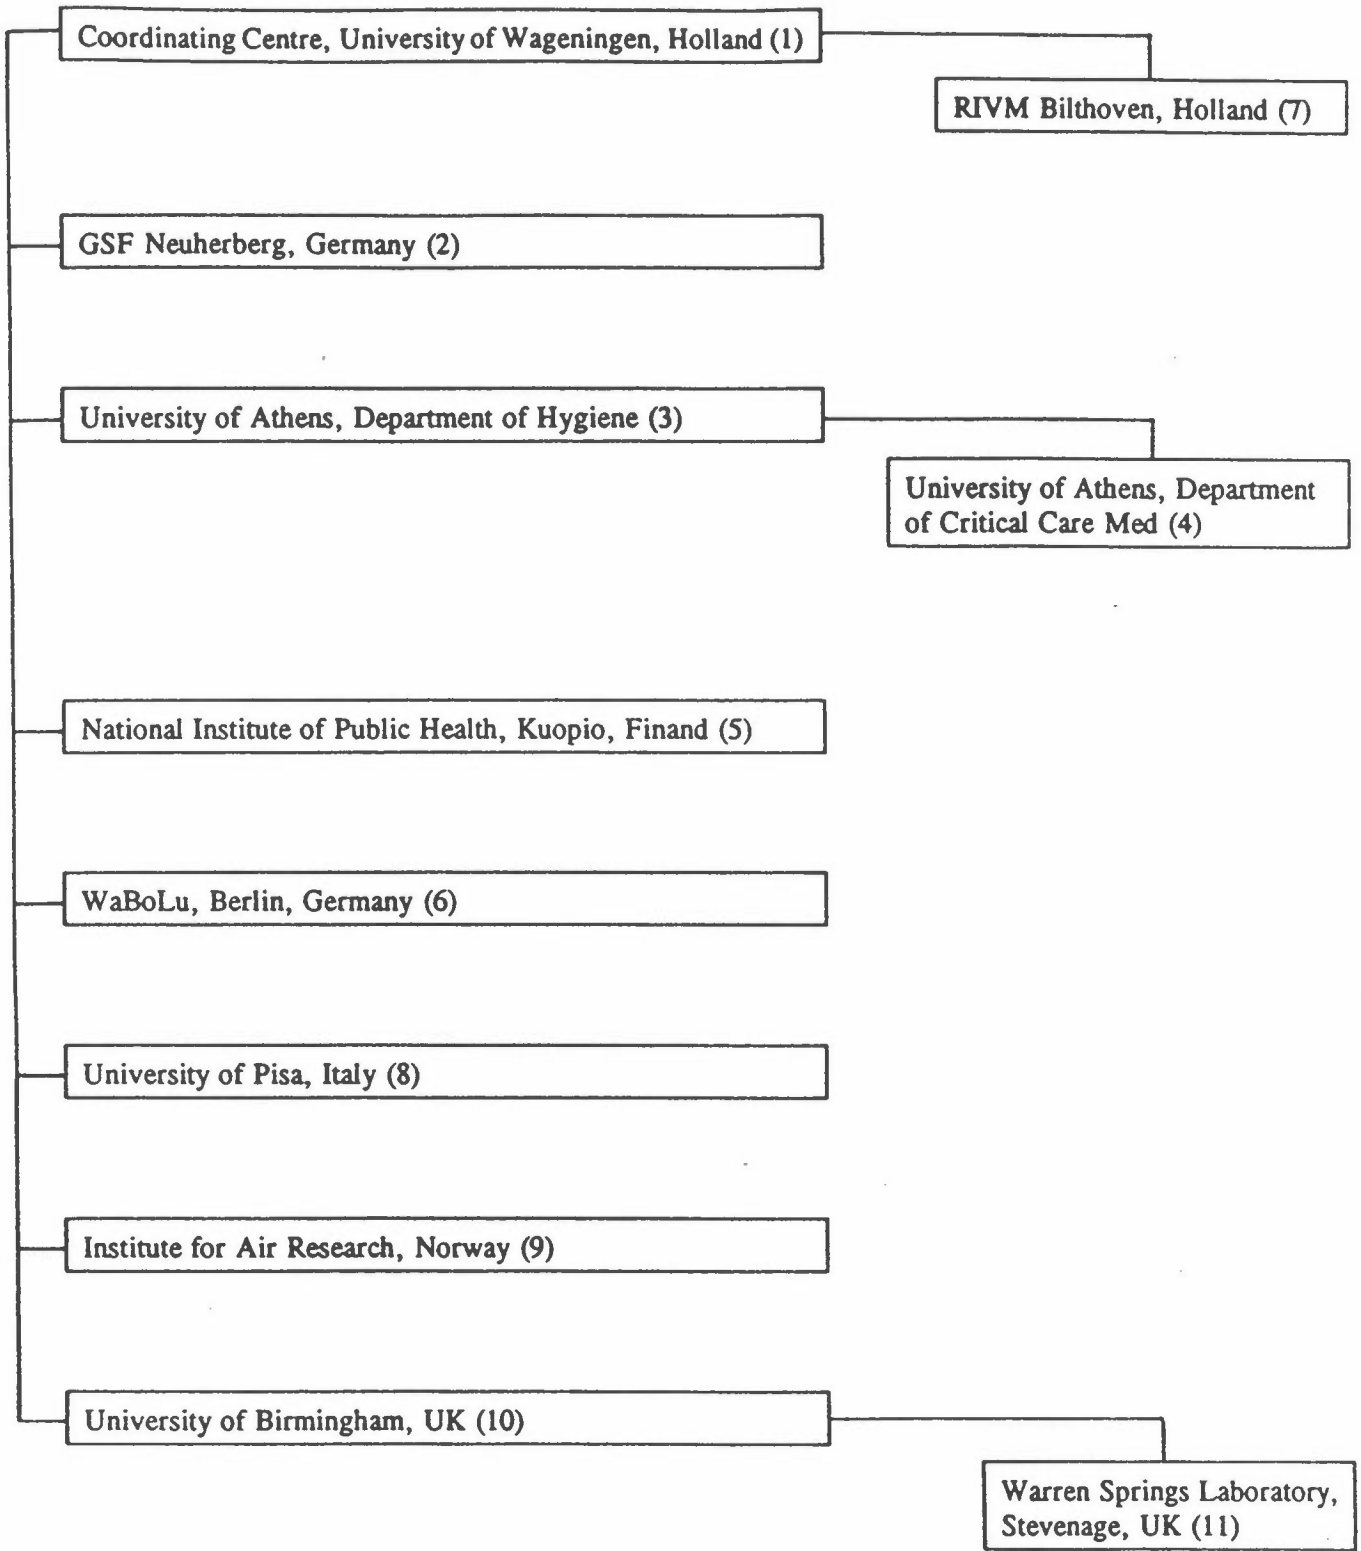 Coordinating Centre, University of Wageningen, Holland (1)
RIVM Bilthoven, Holland (7)
GSF Neuherberg, Germany (2)
University of Athens, Department of Hygiene (3)
University of Athens, Department
of Critical Care Med (4)
National Institute of Public Health, Kuopio, Finand (5)
WaBoLu, Berlin, Germany (6)
University of Pisa, Italy (8)
Institute for Air Research, Norway (9)
University of Birmingham, UK (10)
Warren Springs Laboratory,
Stevenage, UK (11)